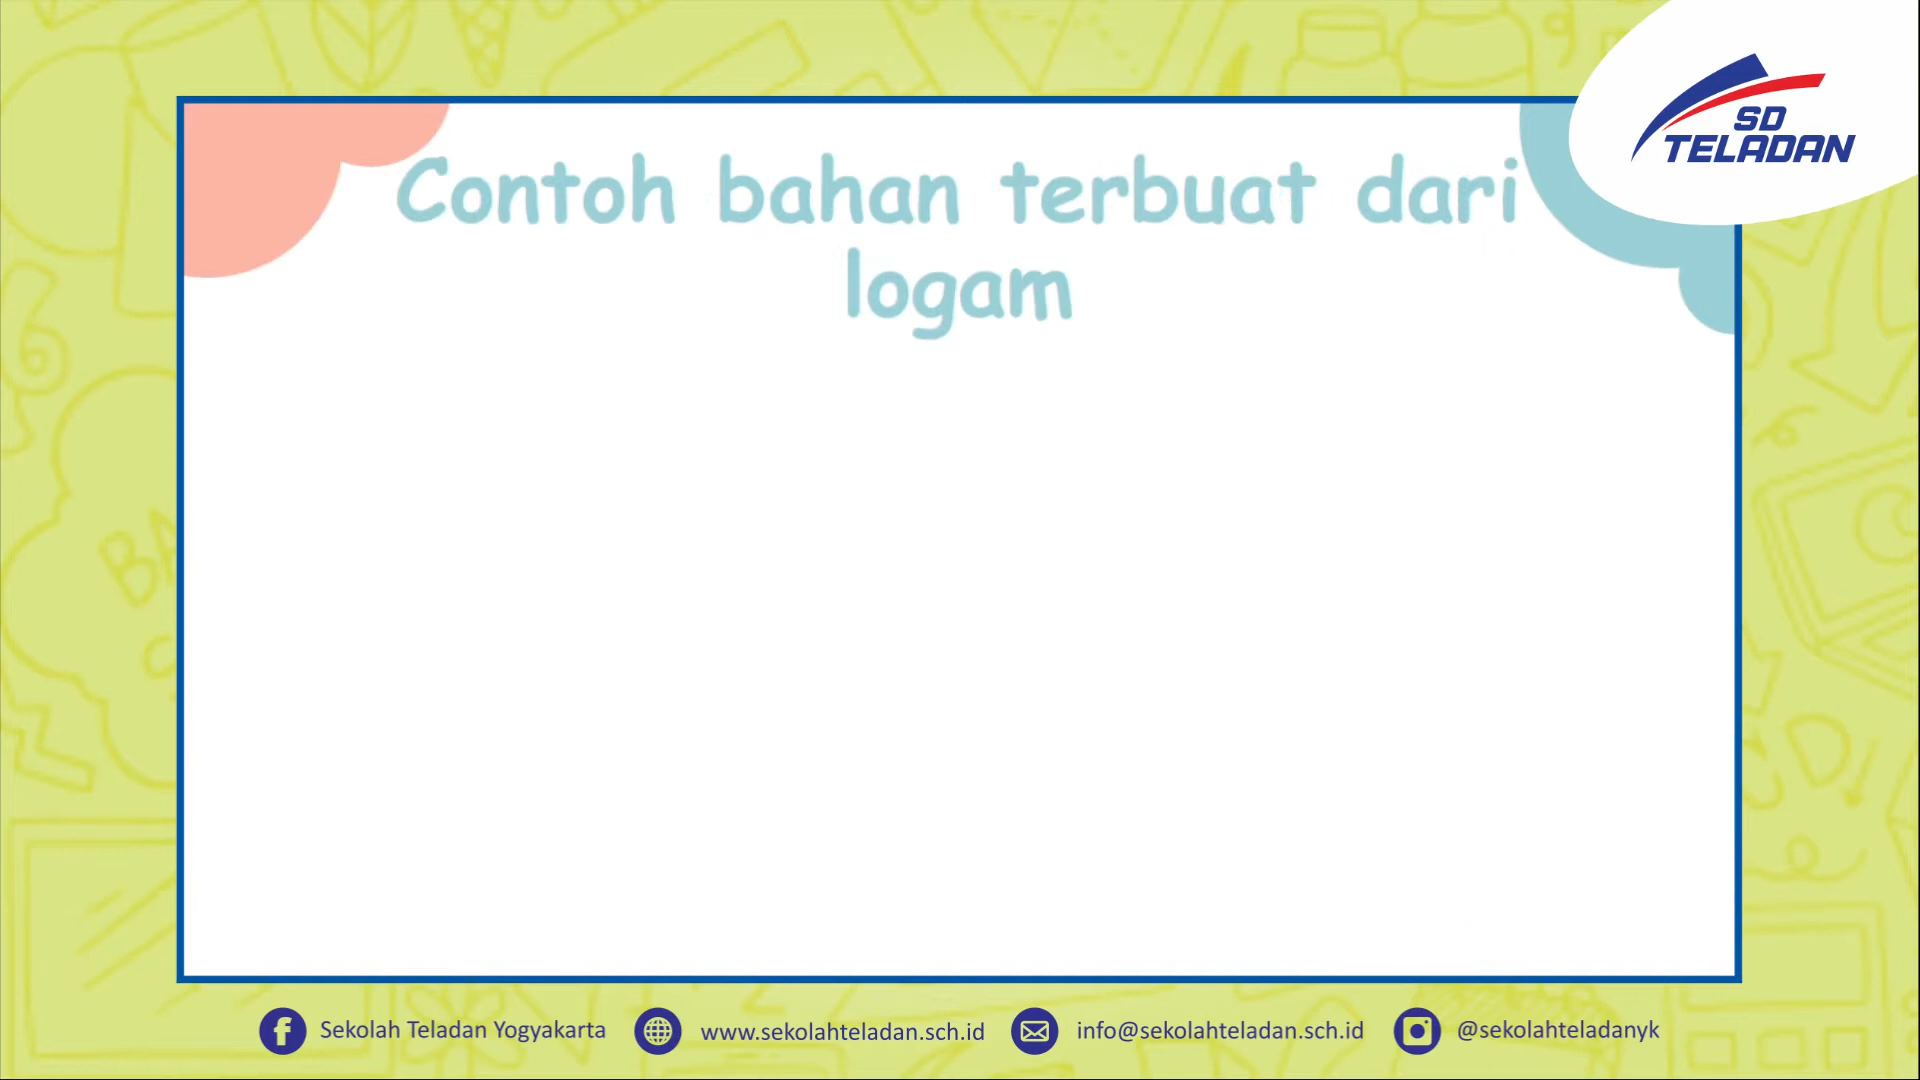 SD
TELADAN
Contoh bahan terbuat dari
logam
BA
Sekolah Teladan Yogyakarta
www.sekolahteladan.sch.id
info@sekolahteladan.sch.id
@sekolahteladanyk